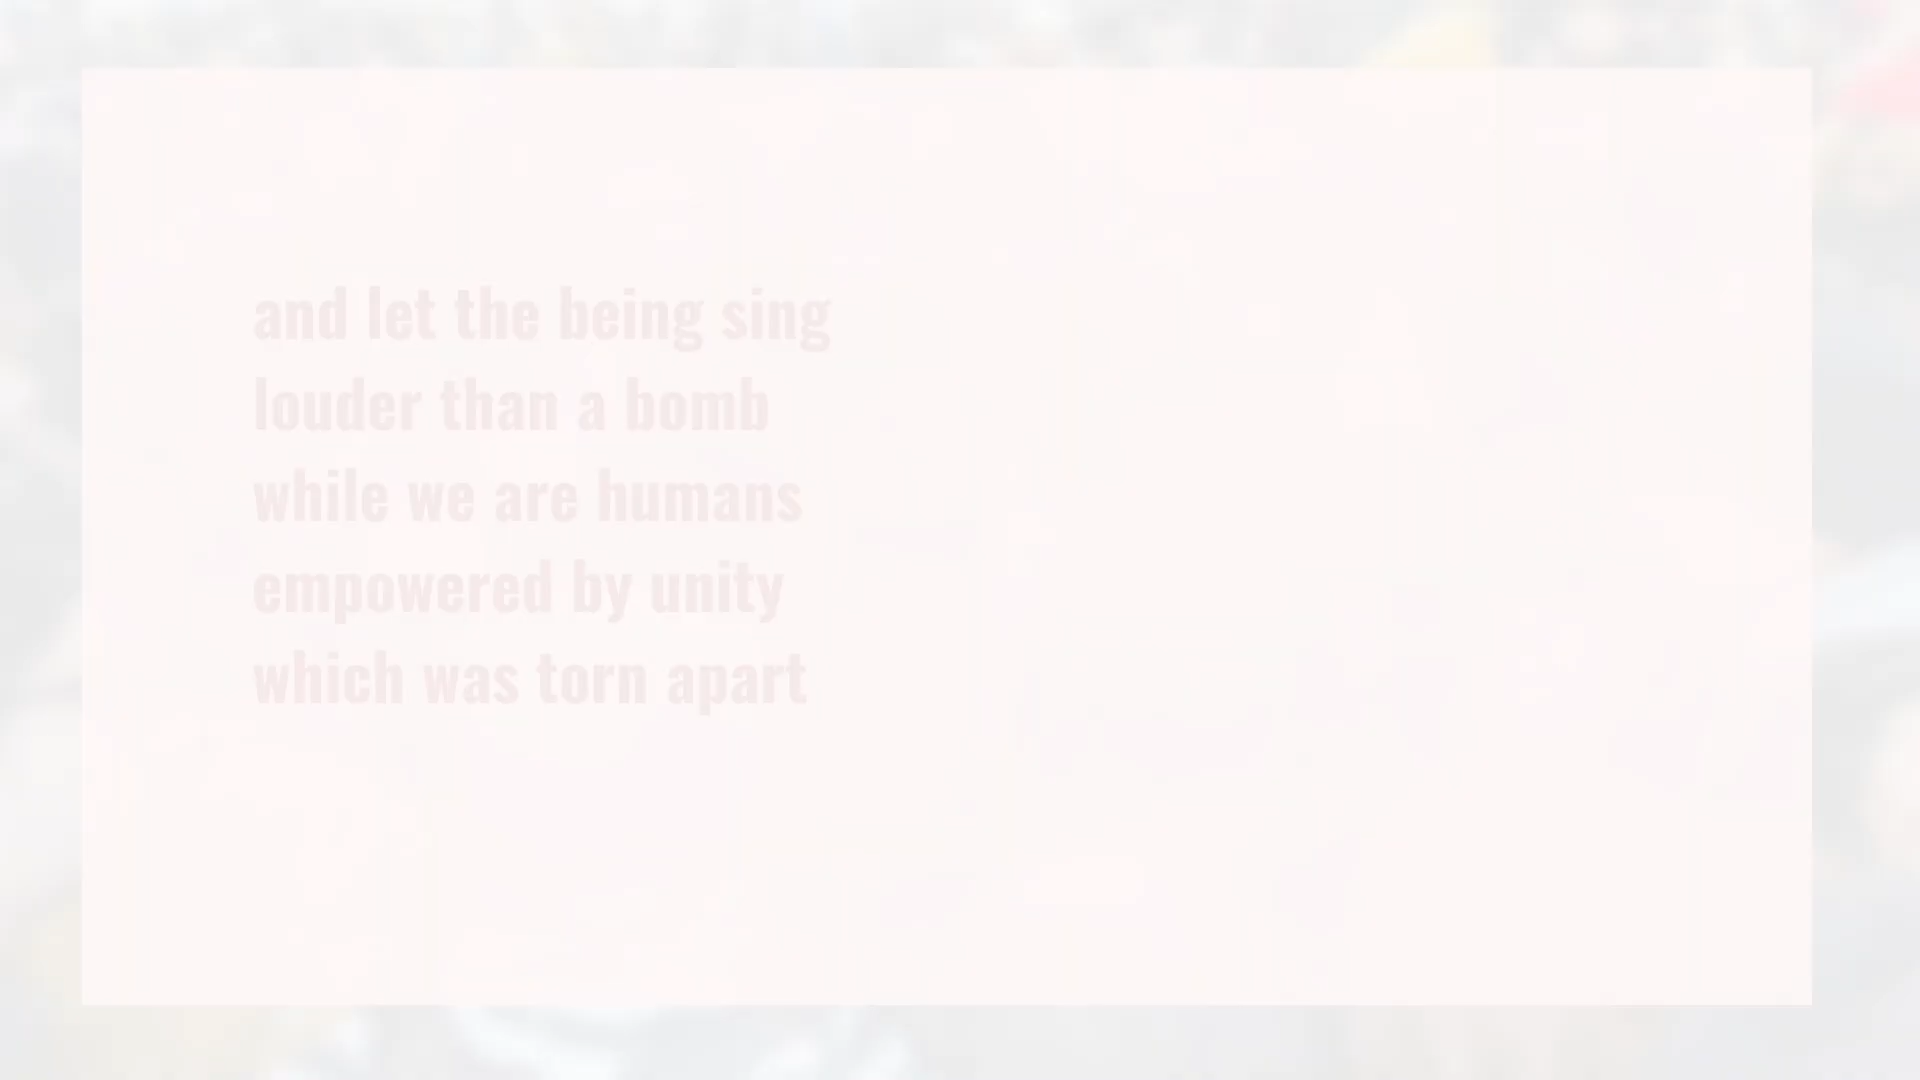 and let the being sing
louder than a bomb
while we are humans
empowered by unity
which was torn apart